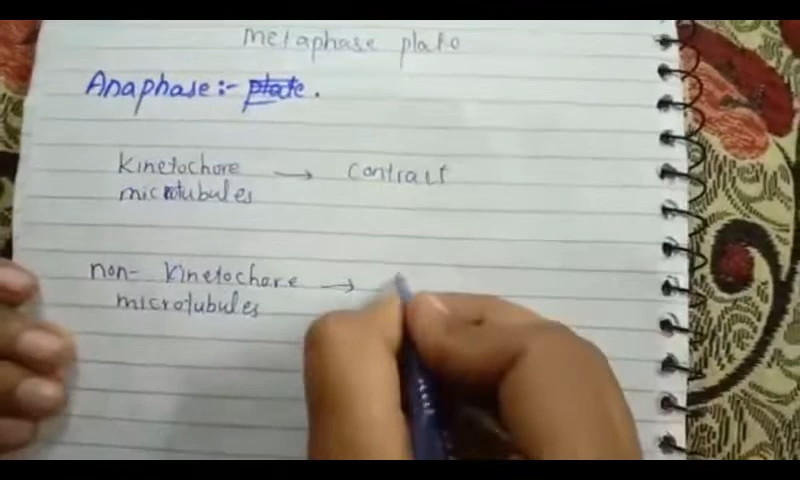 metaphase plate
Anaphase:- plate.
Kinetochore → contract
microtubules
non- Kinetochore →
microtubules